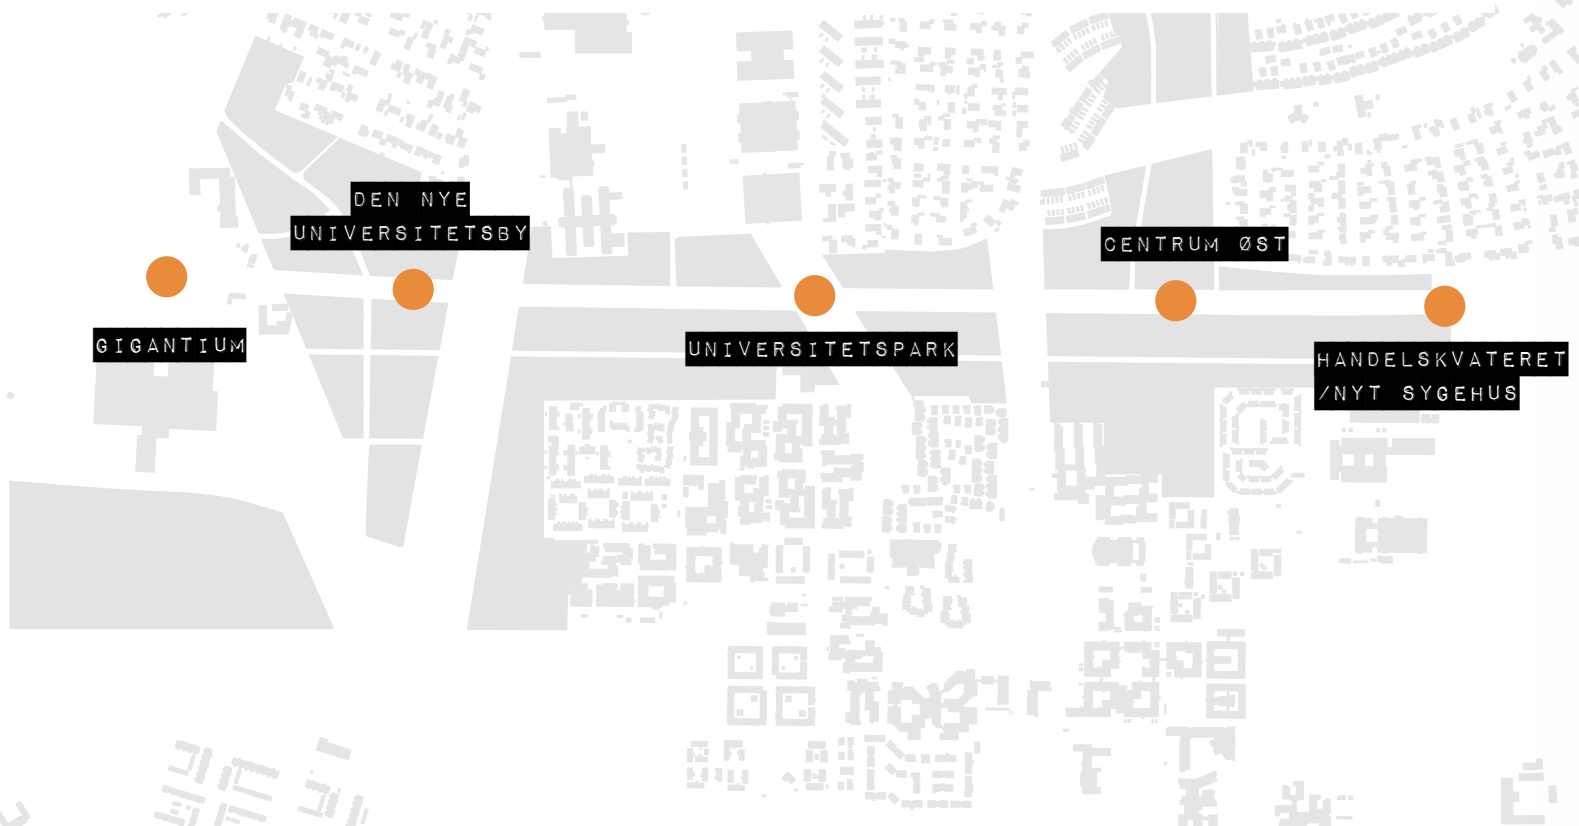 DEN NYE
UNIVERSITETSBY
GIGANTIUM
UNIVERSITETSPARK
CENTRUM ØST
HANDELSKVATERET
/NYT SYGEHUS